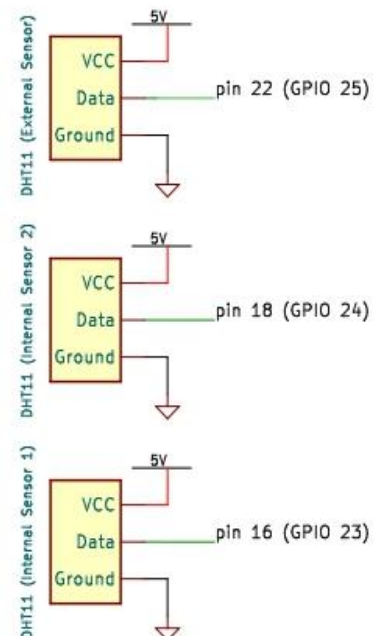 5V
DHT11 (External Sensor)
VCC
Data
pin 22 (GPIO 25)
Ground
5V
DHT11 (Internal Sensor 2)
VCC
Data
pin 18 (GPIO 24)
Ground
5V
DHT11 (Internal Sensor 1)
VCC
Data
pin 16 (GPIO 23)
Ground